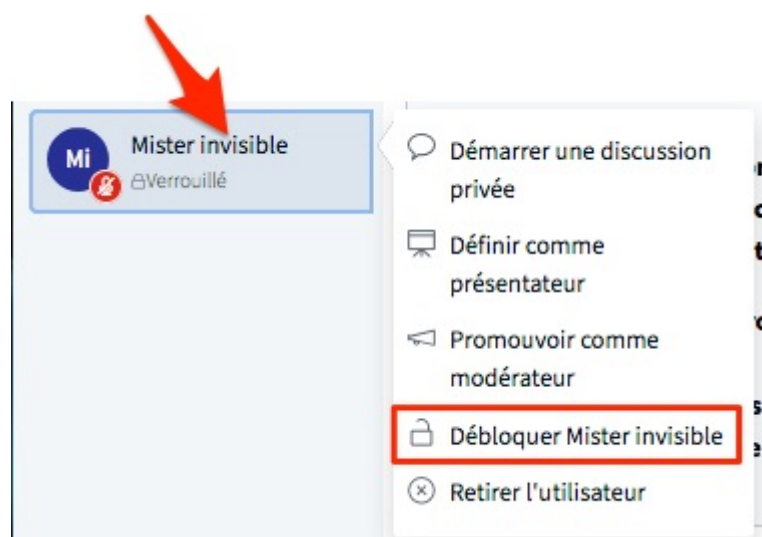 Mi
Mister invisible
Verrouillé
Démarrer une discussion
privée
Définir comme
présentateur
Promouvoir comme
modérateur
Débloquer Mister invisible
Retirer l'utilisateur